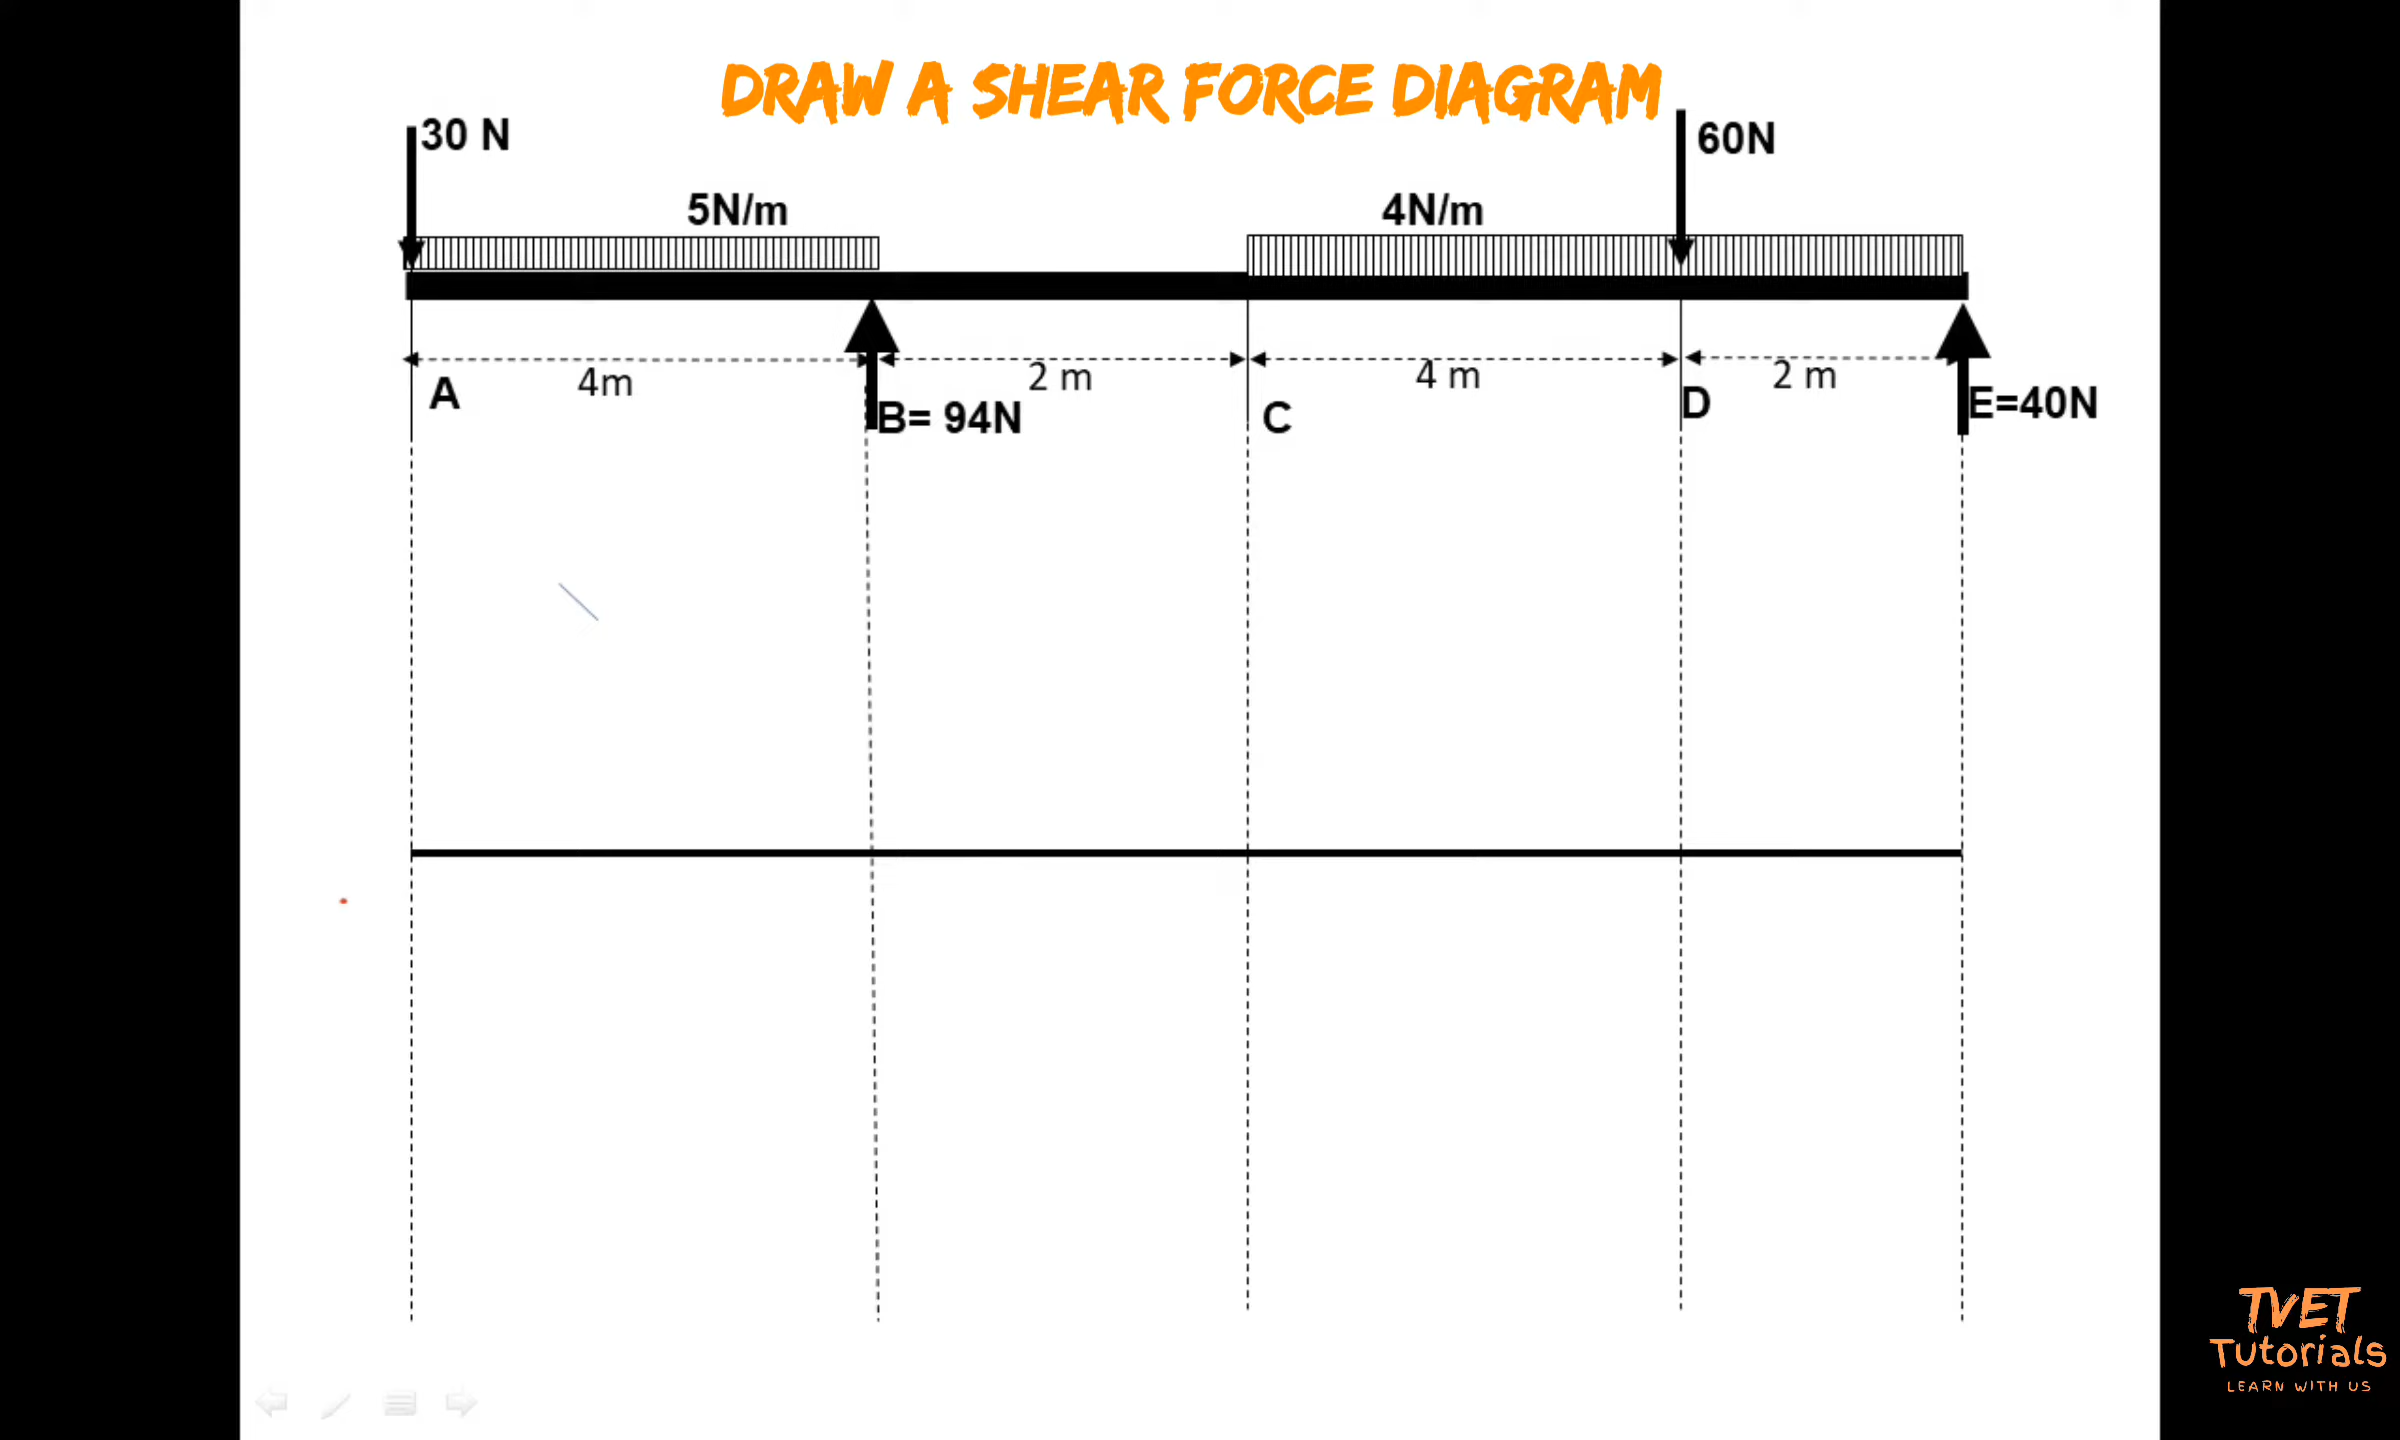 DRAW A SHEAR FORCE DIAGRAM
30 N
60N
5N/m
4N/m
4m
2 m
4 m
2 m
A
B= 94N
C
D
E=40N
TVET
Tutorials
LEARN WITH US